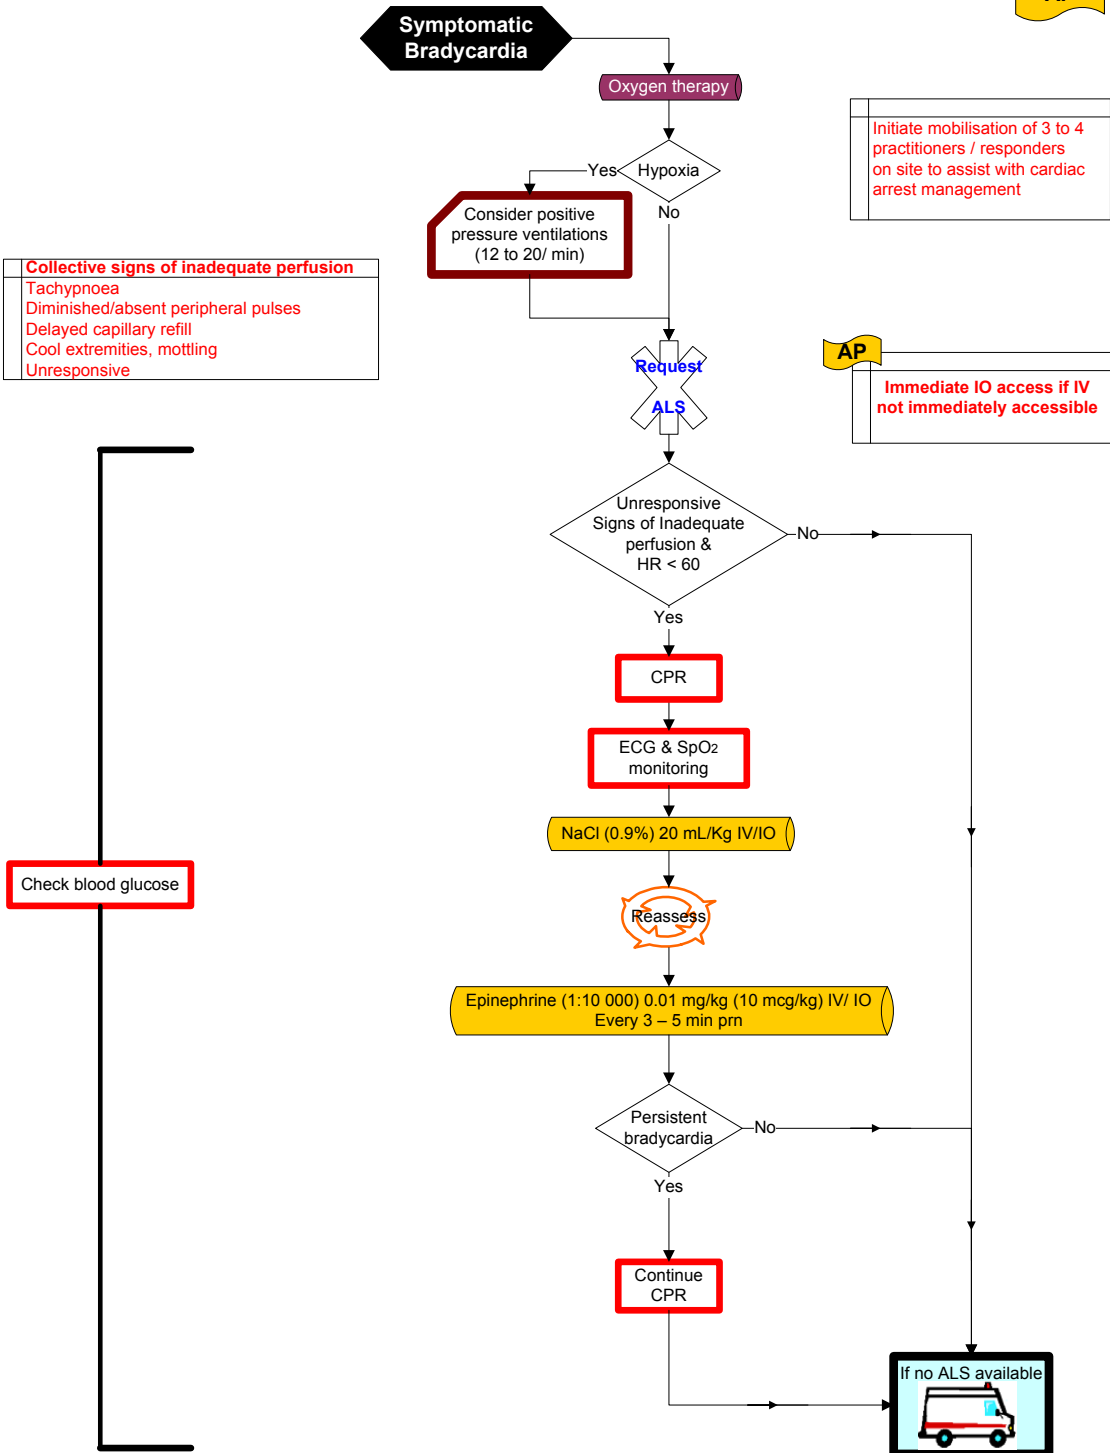 Symptomatic
Bradycardia
Oxygen therapy
Initiate mobilisation of 3 to 4
practitioners / responders
on site to assist with cardiac
arrest management
Yes
Hypoxia
No
Consider positive
pressure ventilations
(12 to 20/ min)
Collective signs of inadequate perfusion
Tachypnoea
Diminished/absent peripheral pulses
Delayed capillary refill
Cool extremities, mottling
Unresponsive
Request
ALS
AP
Immediate IO access if IV
not immediately accessible
Unresponsive
Signs of Inadequate
perfusion &
HR < 60
No
Yes
CPR
ECG & SpO2
monitoring
NaCl (0.9%) 20 mL/Kg IV/IO
Check blood glucose
Reassess
Epinephrine (1:10 000) 0.01 mg/kg (10 mcg/kg) IV/ IO
Every 3 – 5 min prn
Persistent
bradycardia
No
Yes
Continue
CPR
If no ALS available